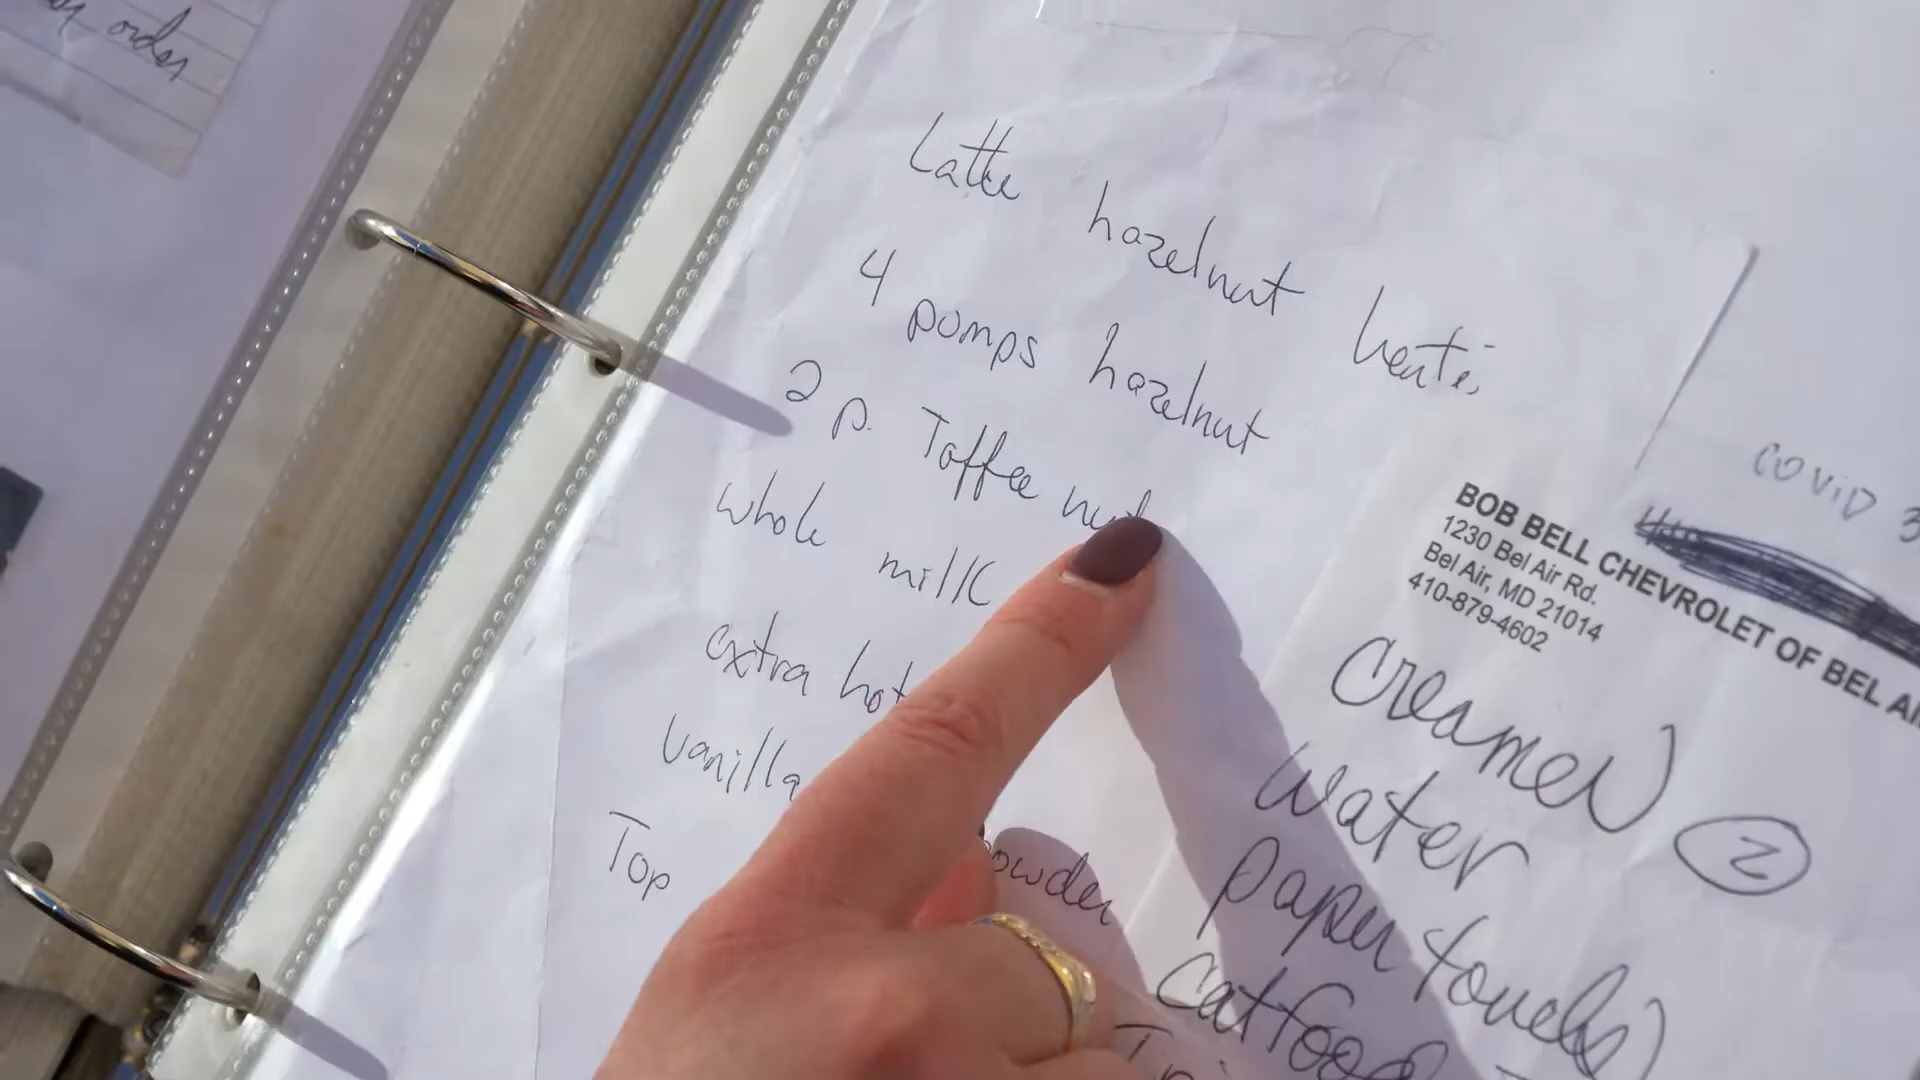 order
Latte hazelnut venti
4 pumps hazelnut
2 p. Toffee nut
whole milk
extra hot
vanilla
Top powder
covid
BOB BELL CHEVROLET OF BEL AI
1230 Bel Air Rd.
Bel Air, MD 21014
410-879-4602
creamer 2
water
paper towels
catfood